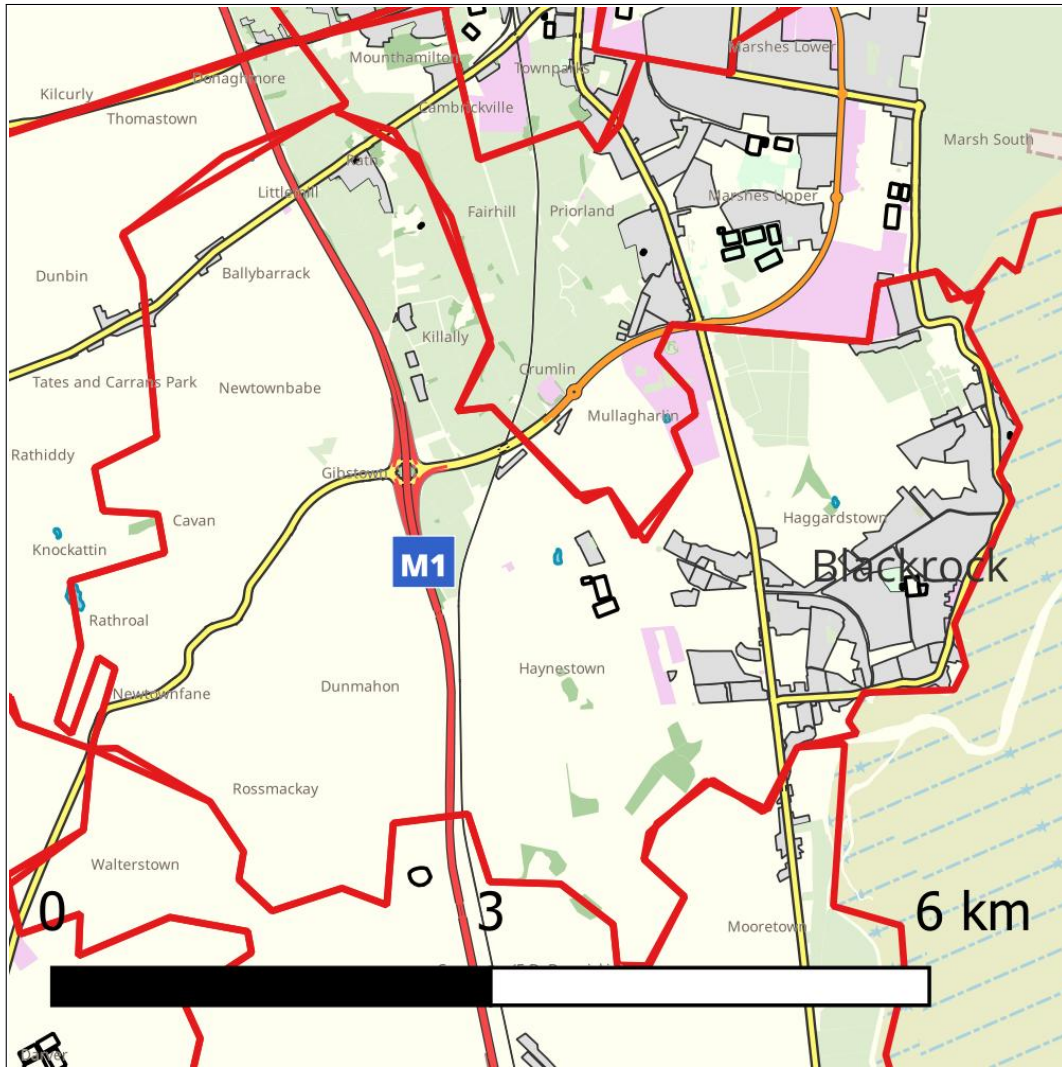 Marshes Lower
Mounthamilton
Townparks
Donaghmore
Kilcurly
Lambrickville
Thomastown
Marsh South
Rath
Littlemill
Marshes Upper
Fairhill
Priorland
Dunbin
Ballybarrack
Killally
Crumlin
Tates and Carrans Park
Newtownbabe
Mullagharlin
Rathiddy
Gibstown
Cavan
Haggardstown
Knockattin
M1
Blackrock
Rathroal
Haynestown
Dunmahon
Newtownfane
Rossmackay
Walterstown
0
3
6 km
Mooretown
Darver